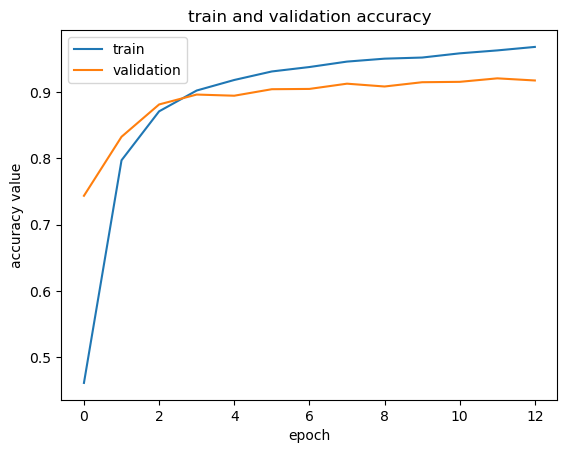 train and validation accuracy
train
validation
0.9
0.8
0.7
0.6
0.5
accuracy value
0 2 4 6 8 10 12
epoch